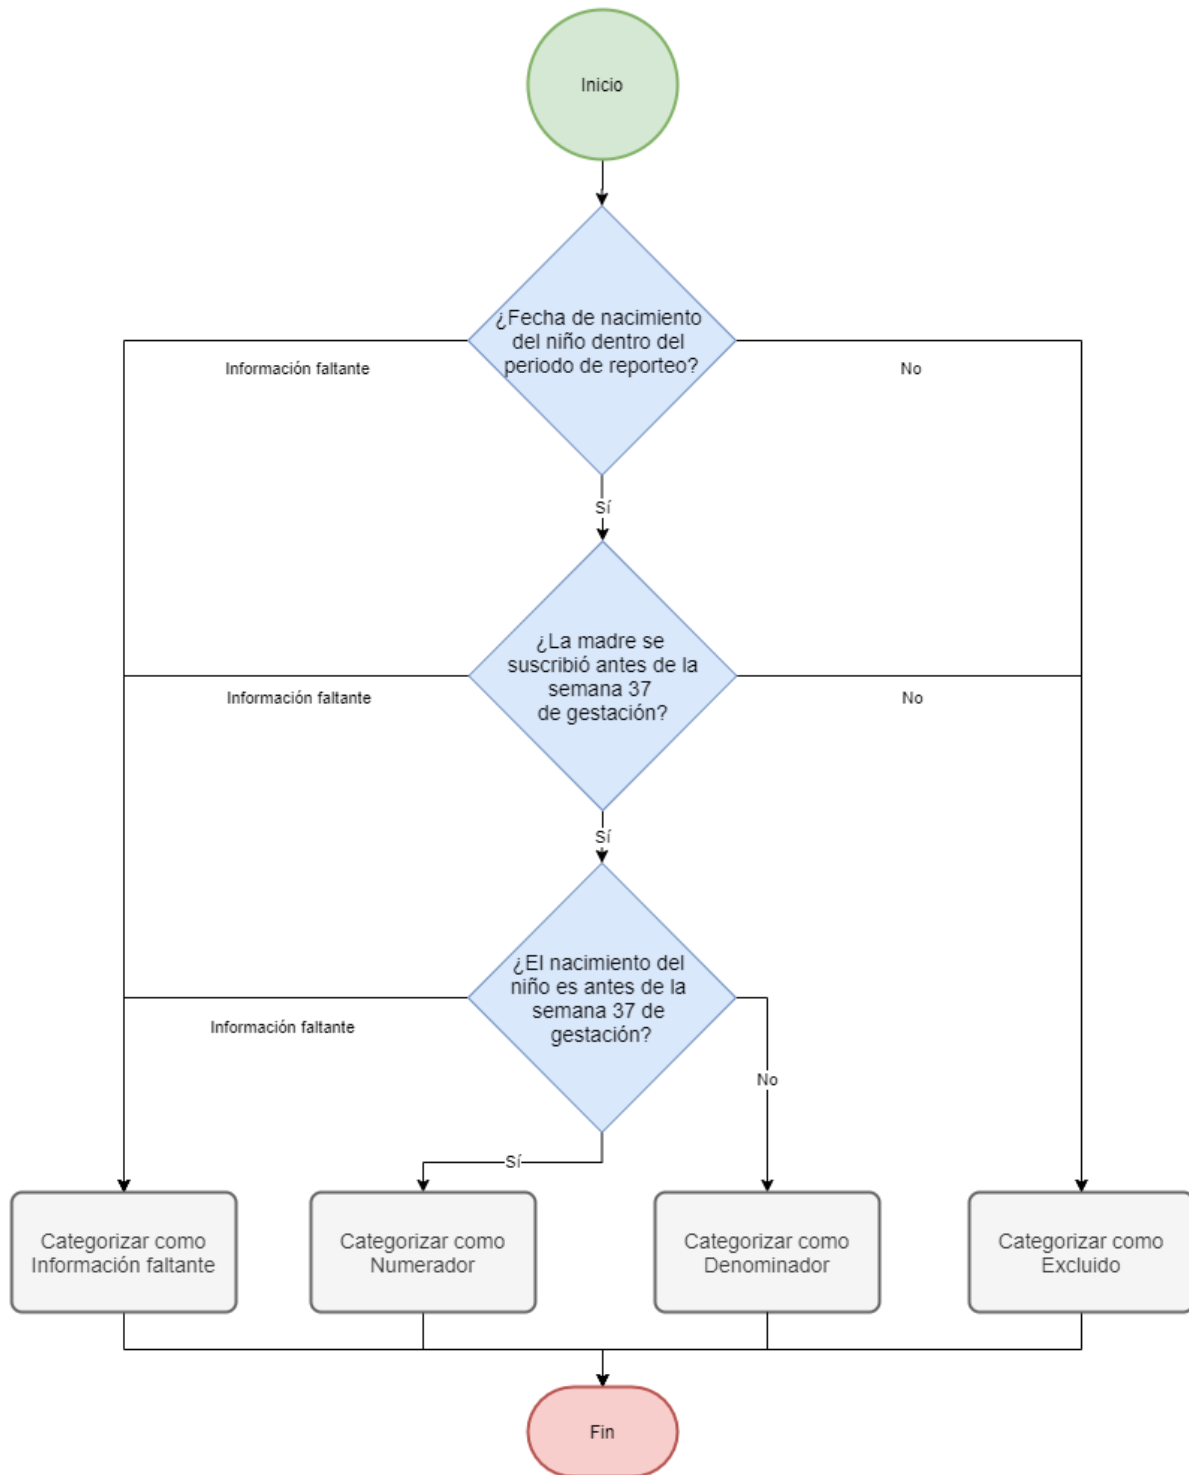 Inicio
¿Fecha de nacimiento
del niño dentro del
periodo de reporteo?
Información faltante
No
Sí
¿La madre se
suscribió antes de la
semana 37
de gestación?
Información faltante
No
Sí
¿El nacimiento del
niño es antes de la
semana 37 de
gestación?
Información faltante
No
Sí
Categorizar como
Información faltante
Categorizar como
Numerador
Categorizar como
Denominador
Categorizar como
Excluido
Fin